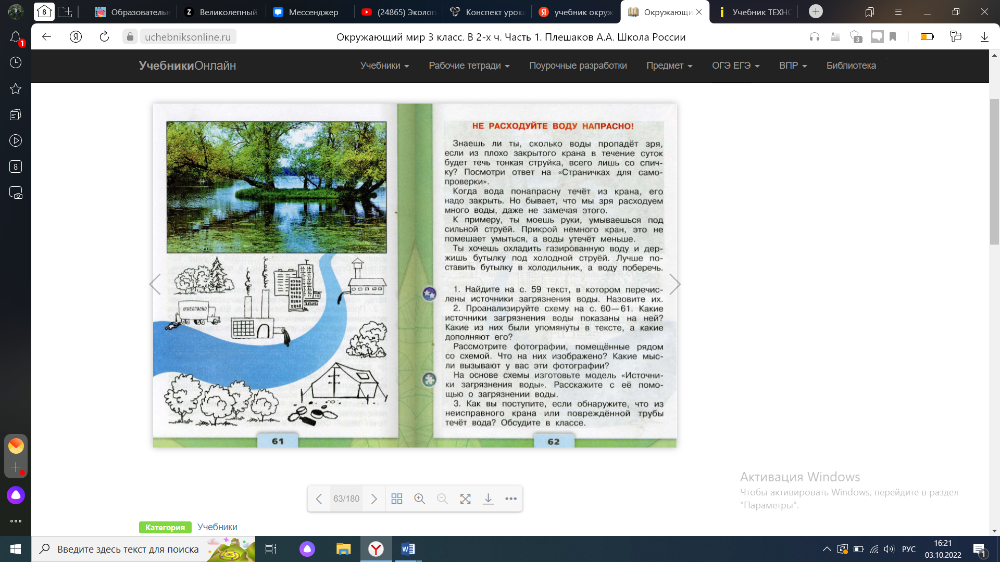 8
Образовательн
Великолепный
Мессенджер
(24865) Экологи
Конспект урока
учебник окруж
Окружающи
Учебник ТЕХНО
1
uchebniksonline.ru
Окружающий мир 3 класс. В 2-х ч. Часть 1. Плешаков А.А. Школа России
3
УчебникиОнлайн
Учебники
Рабочие тетради
Поурочные разработки
Предмет
ОГЭ ЕГЭ
ВПР
Библиотека
8
ОГНЕОПАСНО
61
НЕ РАСХОДУЙТЕ ВОДУ НАПРАСНО!
Знаешь ли ты, сколько воды пропадёт зря,
если из плохо закрытого крана в течение суток
будет течь тонкая струйка, всего лишь со спич-
ку? Посмотри ответ на «Страничках для само-
проверки».
Когда вода понапрасну течёт из крана, его
надо закрыть. Но бывает, что мы зря расходуем
много воды, даже не замечая этого.
К примеру, ты моешь руки, умываешься под
сильной струёй. Прикрой немного кран, это не
помешает умыться, а воды утечёт меньше.
Ты хочешь охладить газированную воду и дер-
жишь бутылку под холодной струёй. Лучше по-
ставить бутылку в холодильник, а воду поберечь.
1. Найдите на с. 59 текст, в котором перечис-
лены источники загрязнения воды. Назовите их.
2. Проанализируйте схему на с. 60—61. Какие
источники загрязнения воды показаны на ней?
Какие из них были упомянуты в тексте, а какие
дополняют его?
Рассмотрите фотографии, помещённые рядом
со схемой. Что на них изображено? Какие мыс-
ли вызывают у вас эти фотографии?
На основе схемы изготовьте модель «Источни-
ки загрязнения воды». Расскажите с её помо-
щью о загрязнении воды.
3. Как вы поступите, если обнаружите, что из
неисправного крана или повреждённой трубы
течёт вода? Обсудите в классе.
62
63/180
Активация Windows
Чтобы активировать Windows, перейдите в раздел
"Параметры".
Категория
Учебники
Введите здесь текст для поиска
РУС
16:21
03.10.2022
1